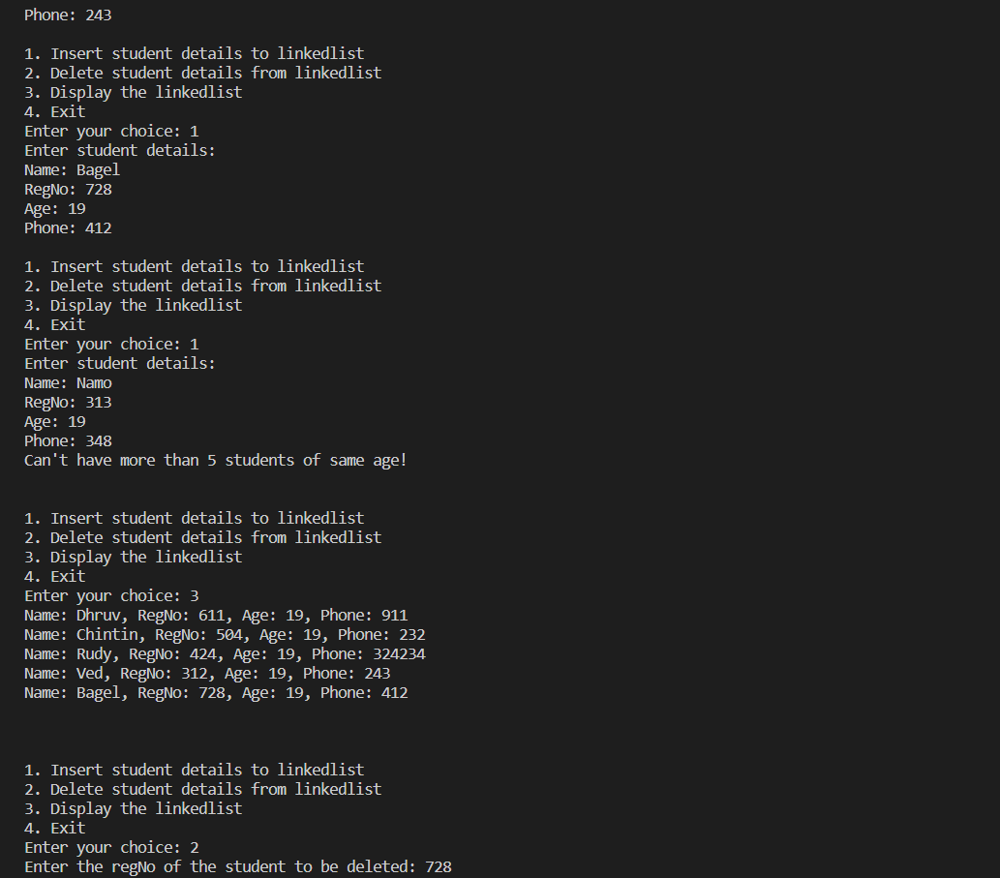 Phone: 243
1. Insert student details to linkedlist
2. Delete student details from linkedlist
3. Display the linkedlist
4. Exit
Enter your choice: 1
Enter student details:
Name: Bagel
RegNo: 728
Age: 19
Phone: 412
1. Insert student details to linkedlist
2. Delete student details from linkedlist
3. Display the linkedlist
4. Exit
Enter your choice: 1
Enter student details:
Name: Namo
RegNo: 313
Age: 19
Phone: 348
Can't have more than 5 students of same age!
1. Insert student details to linkedlist
2. Delete student details from linkedlist
3. Display the linkedlist
4. Exit
Enter your choice: 3
Name: Dhruv, RegNo: 611, Age: 19, Phone: 911
Name: Chintin, RegNo: 504, Age: 19, Phone: 232
Name: Rudy, RegNo: 424, Age: 19, Phone: 324234
Name: Ved, RegNo: 312, Age: 19, Phone: 243
Name: Bagel, RegNo: 728, Age: 19, Phone: 412
1. Insert student details to linkedlist
2. Delete student details from linkedlist
3. Display the linkedlist
4. Exit
Enter your choice: 2
Enter the regNo of the student to be deleted: 728